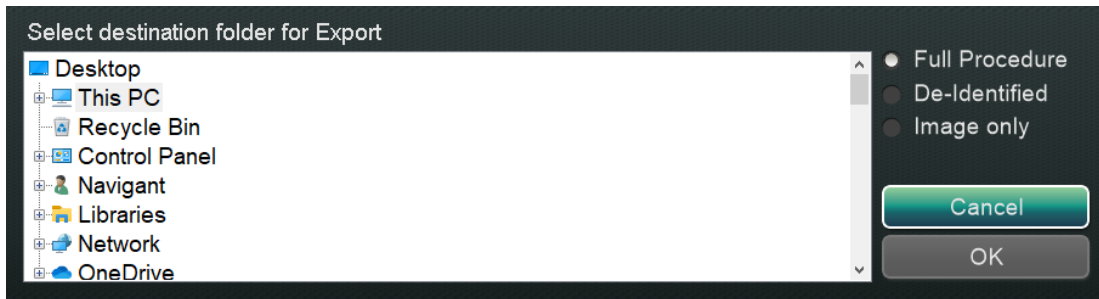 Select destination folder for Export
Desktop
This PC
Recycle Bin
Control Panel
Navigant
Libraries
Network
OneDrive
Full Procedure
De-Identified
Image only
Cancel
OK